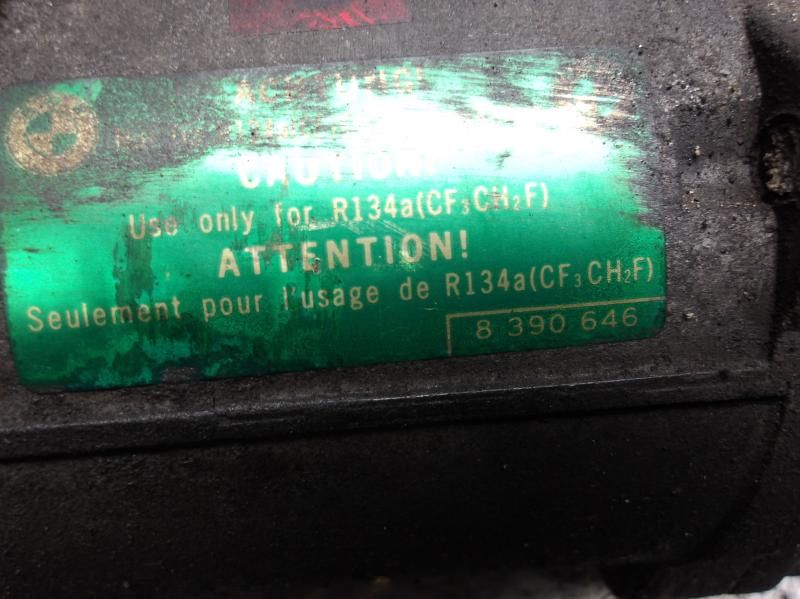 CAUTION!
Use only for R134a(CF₃CH₂F)
ATTENTION!
Seulement pour l'usage de R134a(CF₃CH₂F)
8 390 646